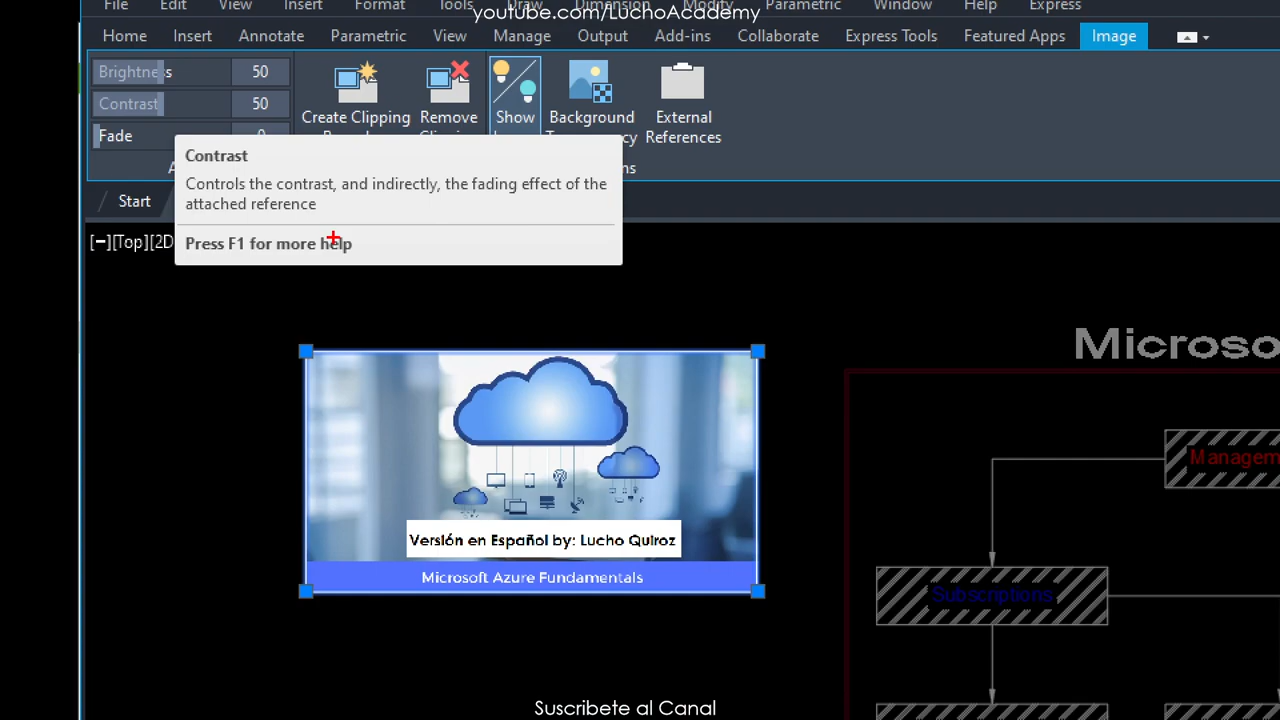 File Edit View Insert Format Tools Draw Dimension Modify Parametric Window Help Express
youtube.com/LuchoAcademy
Home Insert Annotate Parametric View Manage Output Add-ins Collaborate Express Tools Featured Apps Image
Brightness 50
Contrast 50
Fade 0
Create Clipping
Remove
Show
Background
External
References
Contrast
Controls the contrast, and indirectly, the fading effect of the
attached reference
Press F1 for more help
Start
[−][Top][2D
Microso
Managem
Versión en Español by: Lucho Quiroz
Microsoft Azure Fundamentals
Subscriptions
Suscribete al Canal